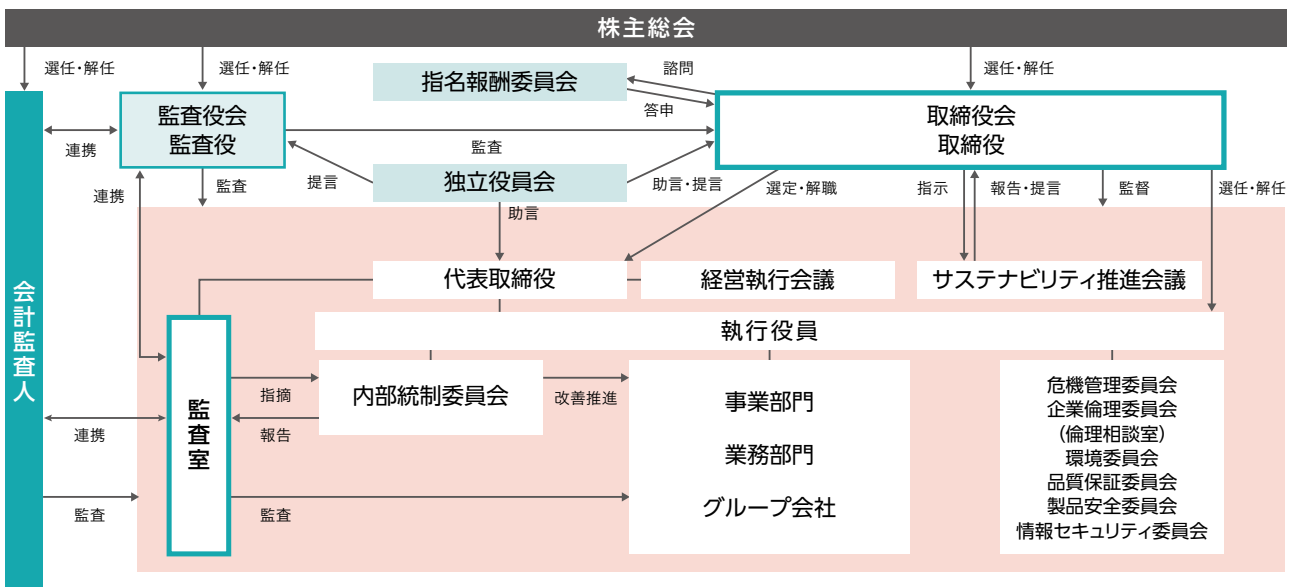 株主総会
選任・解任
選任・解任
諮問
選任・解任
指名報酬委員会
答申
監査役会
監査役
取締役会
取締役
連携
監査
連携
監査
提言
独立役員会
助言・提言
選定・解職
指示
報告・提言
監督
選任・解任
助言
代表取締役
経営執行会議
サステナビリティ推進会議
会計監査人
執行役員
監査室
指摘
内部統制委員会
改善推進
報告
連携
監査
監査
事業部門
業務部門
グループ会社
危機管理委員会
企業倫理委員会
(倫理相談室)
環境委員会
品質保証委員会
製品安全委員会
情報セキュリティ委員会